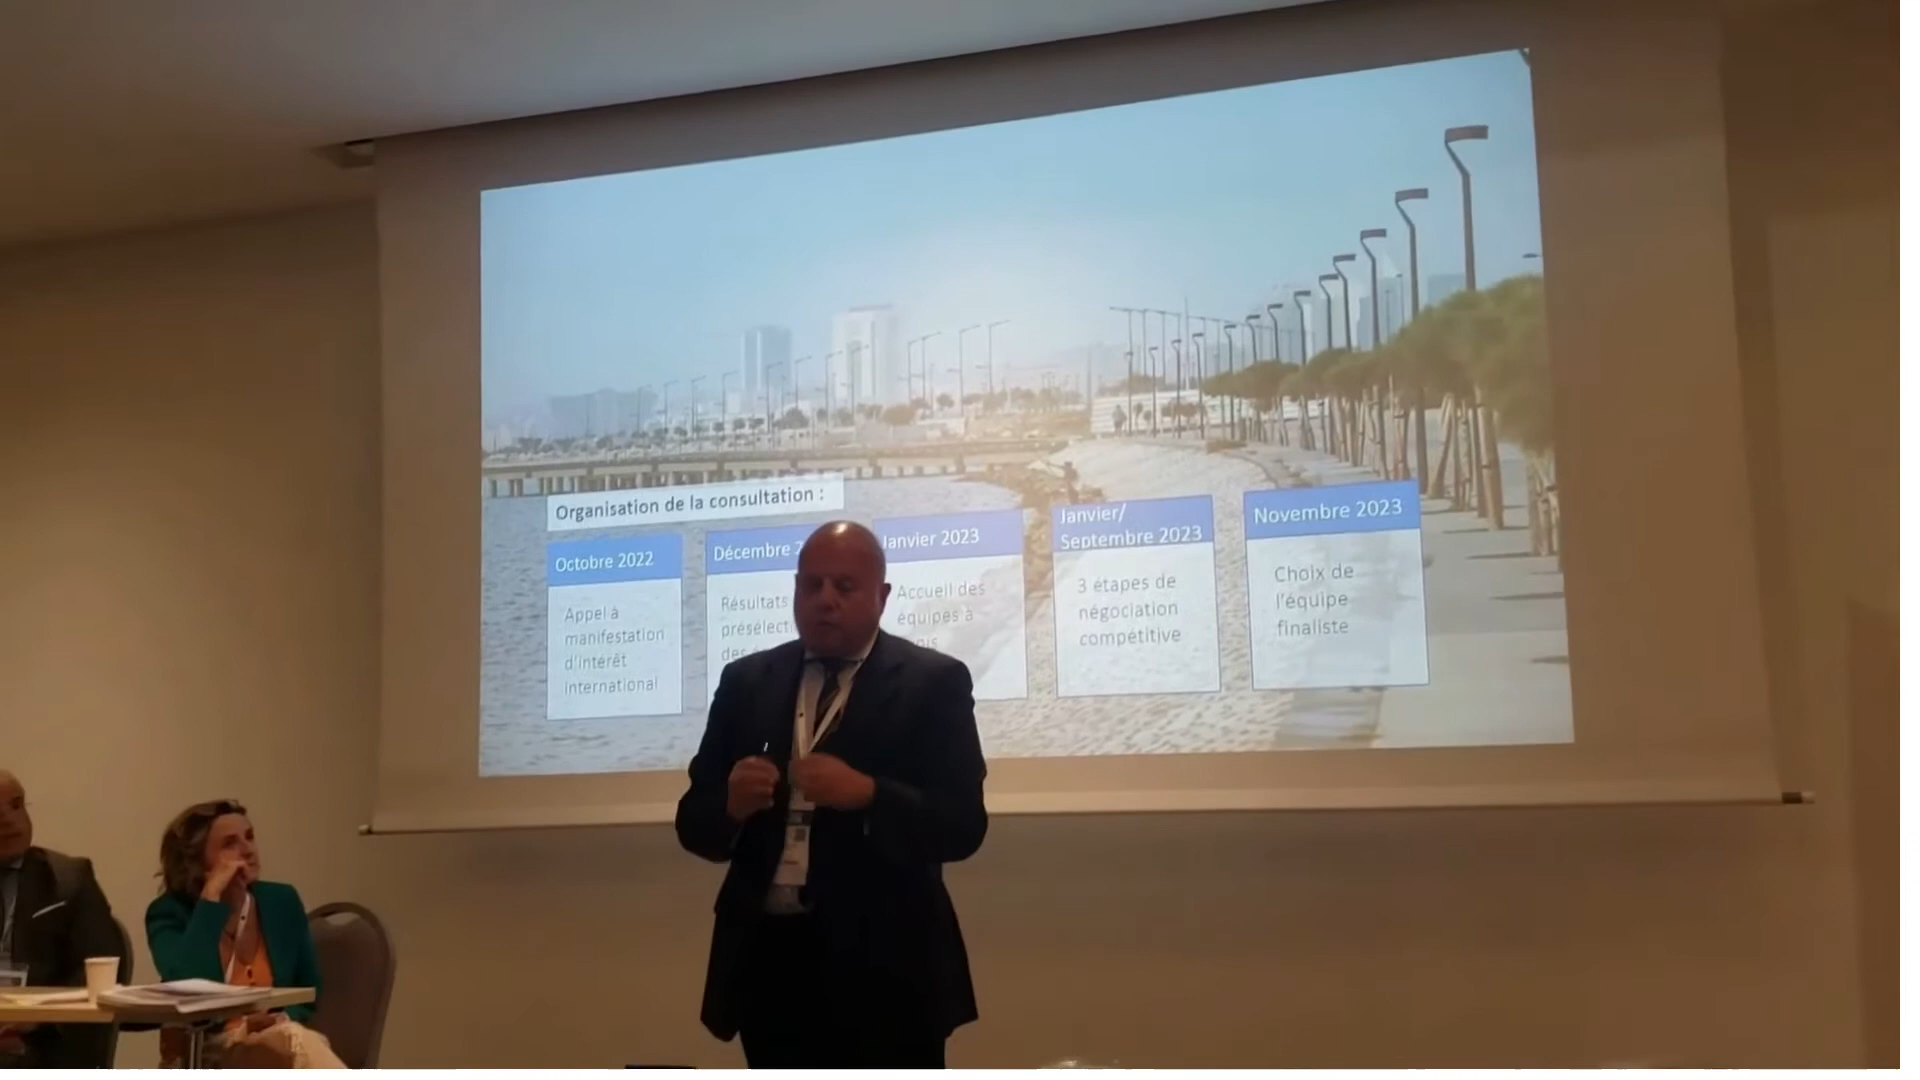 Organisation de la consultation :
Octobre 2022
Appel à
manifestation
d'intérêt
international
Décembre
Résultats
des
Janvier 2023
Accueil des
équipes à
Janvier/
Septembre 2023
3 étapes de
négociation
compétitive
Novembre 2023
Choix de
l'équipe
finaliste